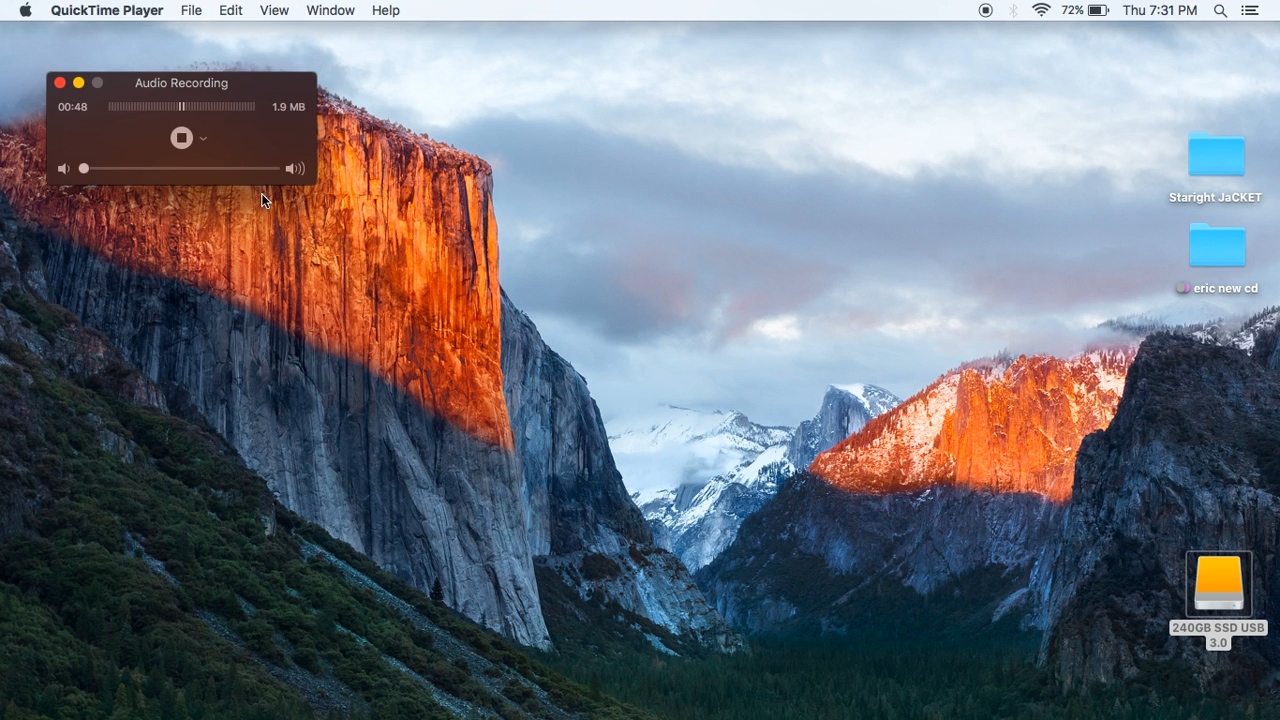 QuickTime Player File Edit View Window Help 72% Thu 7:31 PM
Audio Recording
00:48 1.9 MB
Staright JaCKET
eric new cd
240GB SSD USB
3.0